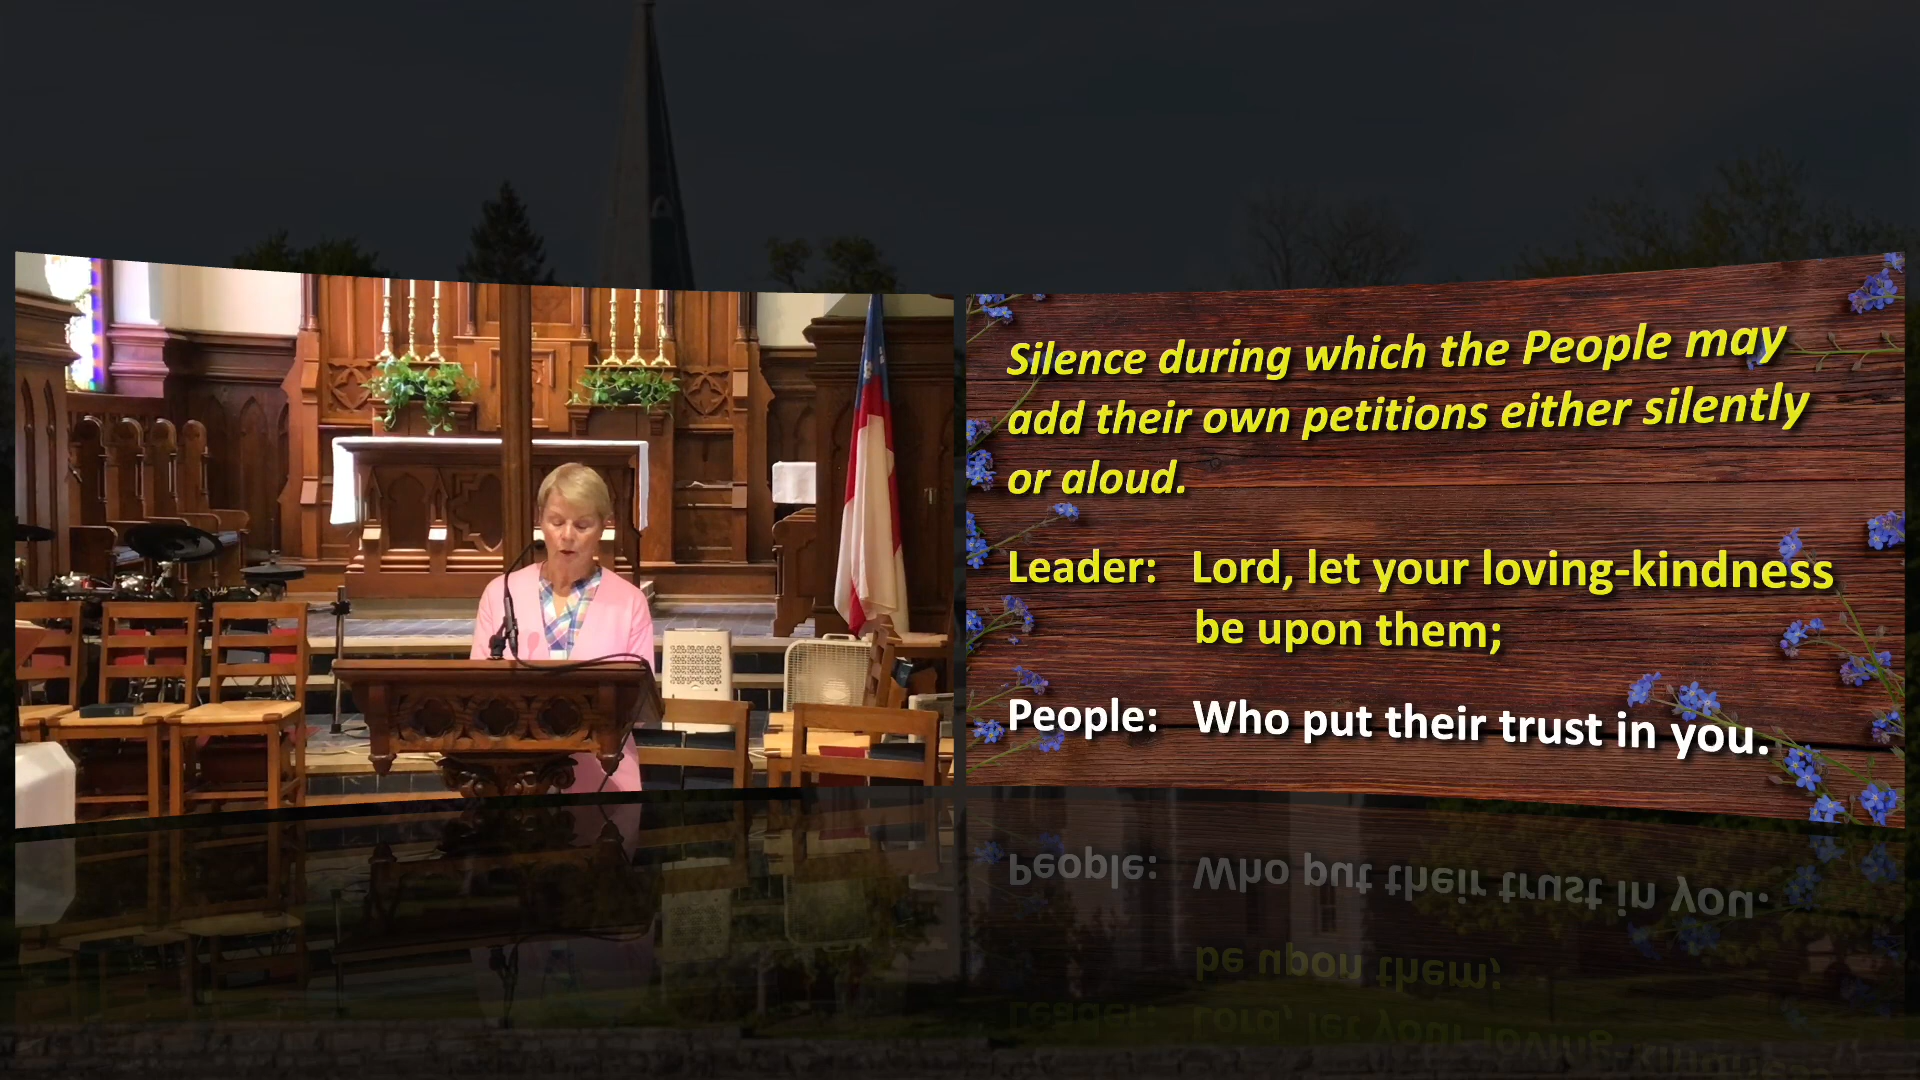 Silence during which the People may
add their own petitions either silently
or aloud.
Leader: Lord, let your loving-kindness
be upon them;
People: Who put their trust in you.